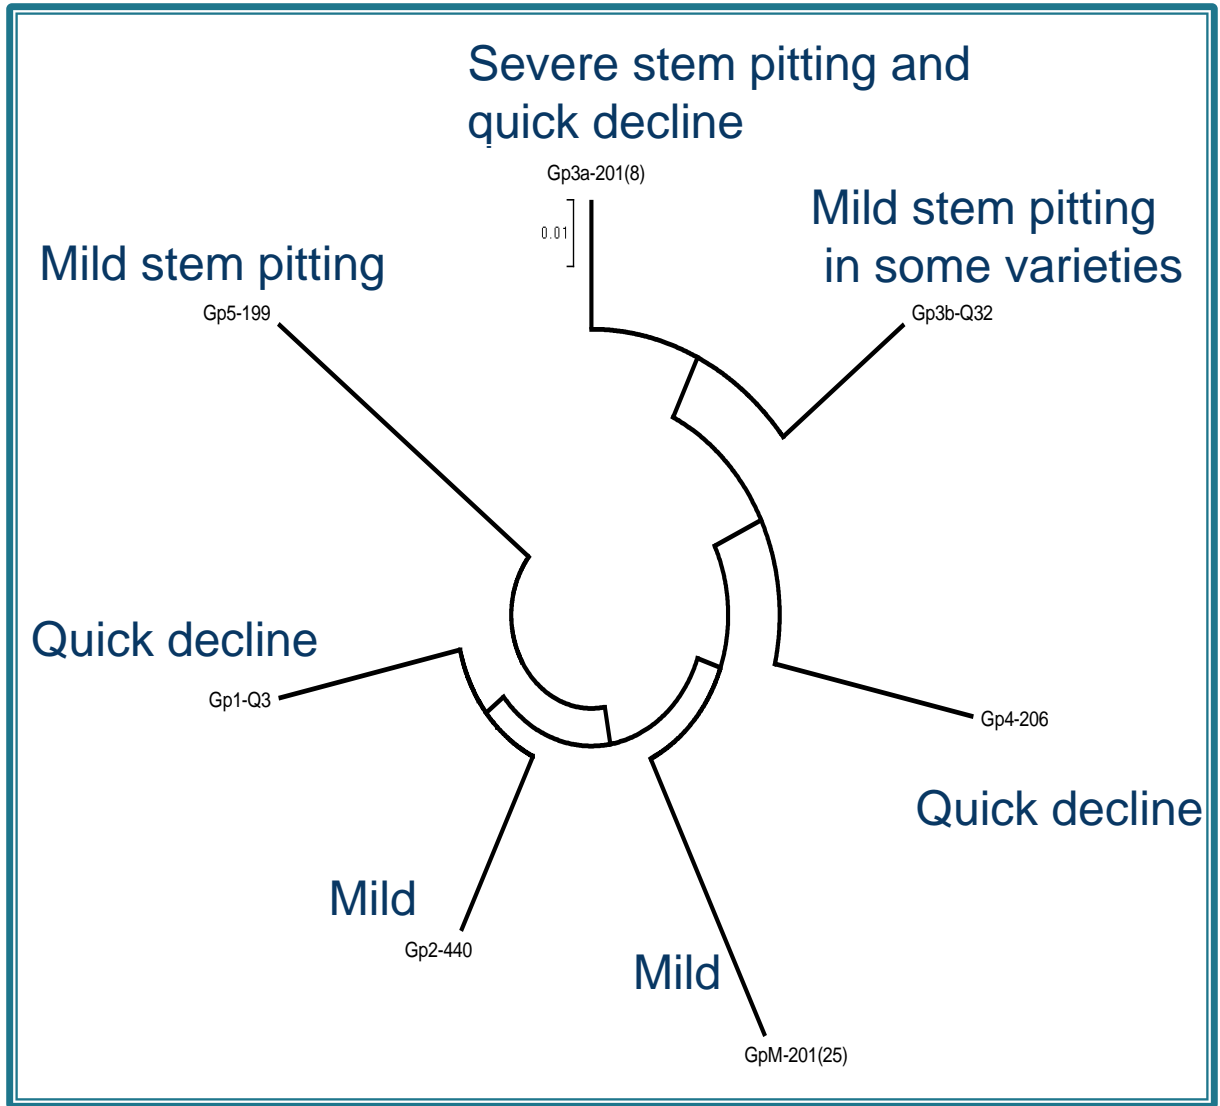 Severe stem pitting and
quick decline
Gp3a-201(8)
0.01
Mild stem pitting
in some varieties
Gp3b-Q32
Mild stem pitting
Gp5-199
Quick decline
Gp1-Q3
Gp4-206
Quick decline
Mild
Gp2-440
Mild
GpM-201(25)